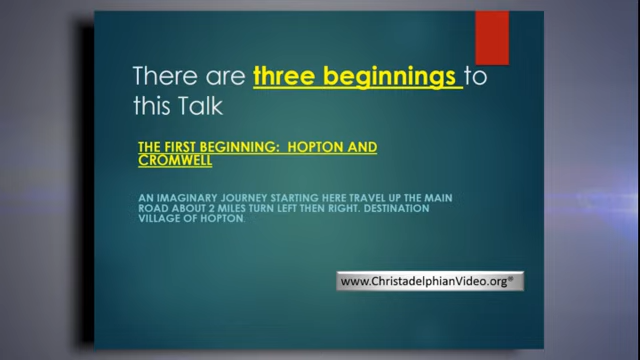 There are three beginnings to
this Talk
THE FIRST BEGINNING: HOPTON AND
CROMWELL
AN IMAGINARY JOURNEY STARTING HERE TRAVEL UP THE MAIN
ROAD ABOUT 2 MILES TURN LEFT THEN RIGHT. DESTINATION
VILLAGE OF HOPTON.
www.ChristadelphianVideo.org®